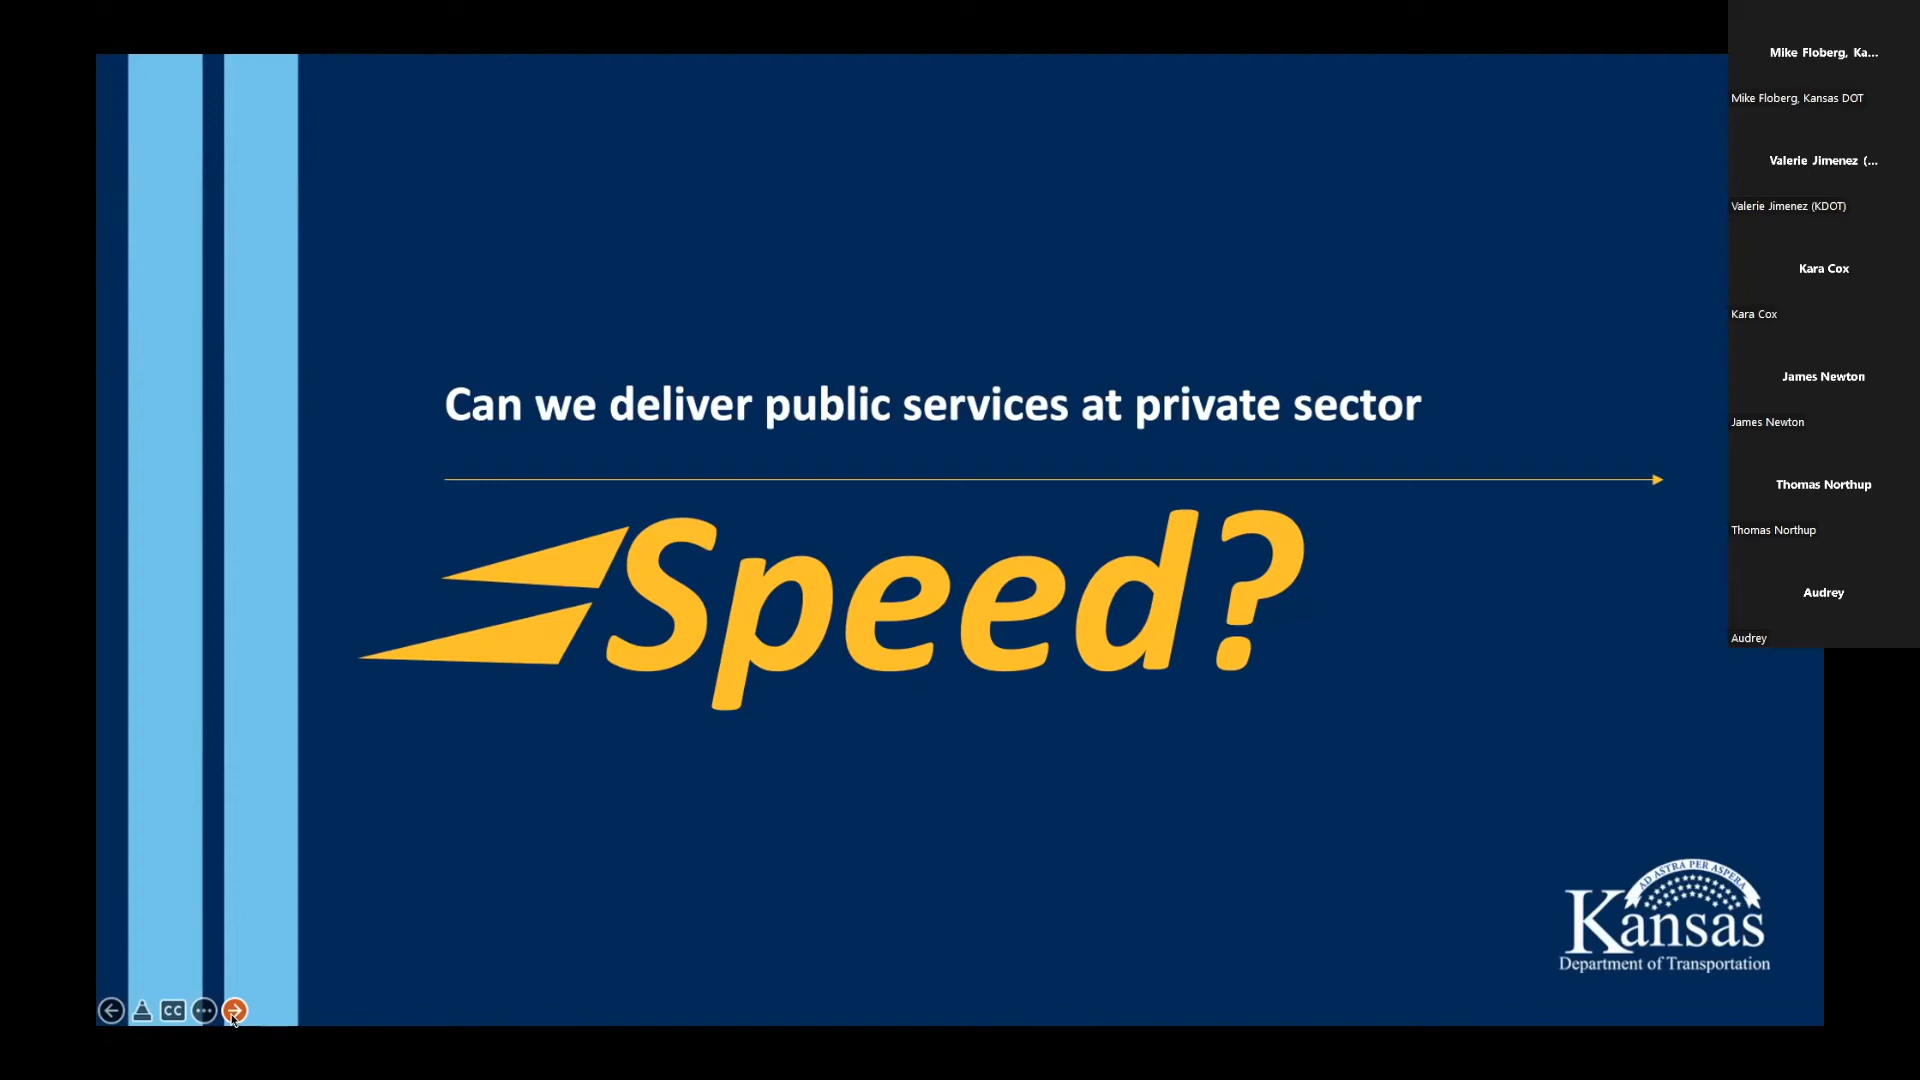 Can we deliver public services at private sector
Speed?
AD ASTRA PER ASPERA
Kansas
Department of Transportation
CC
Mike Floberg, Ka...
Mike Floberg, Kansas DOT
Valerie Jimenez (...
Valerie Jimenez (KDOT)
Kara Cox
Kara Cox
James Newton
James Newton
Thomas Northup
Thomas Northup
Audrey
Audrey